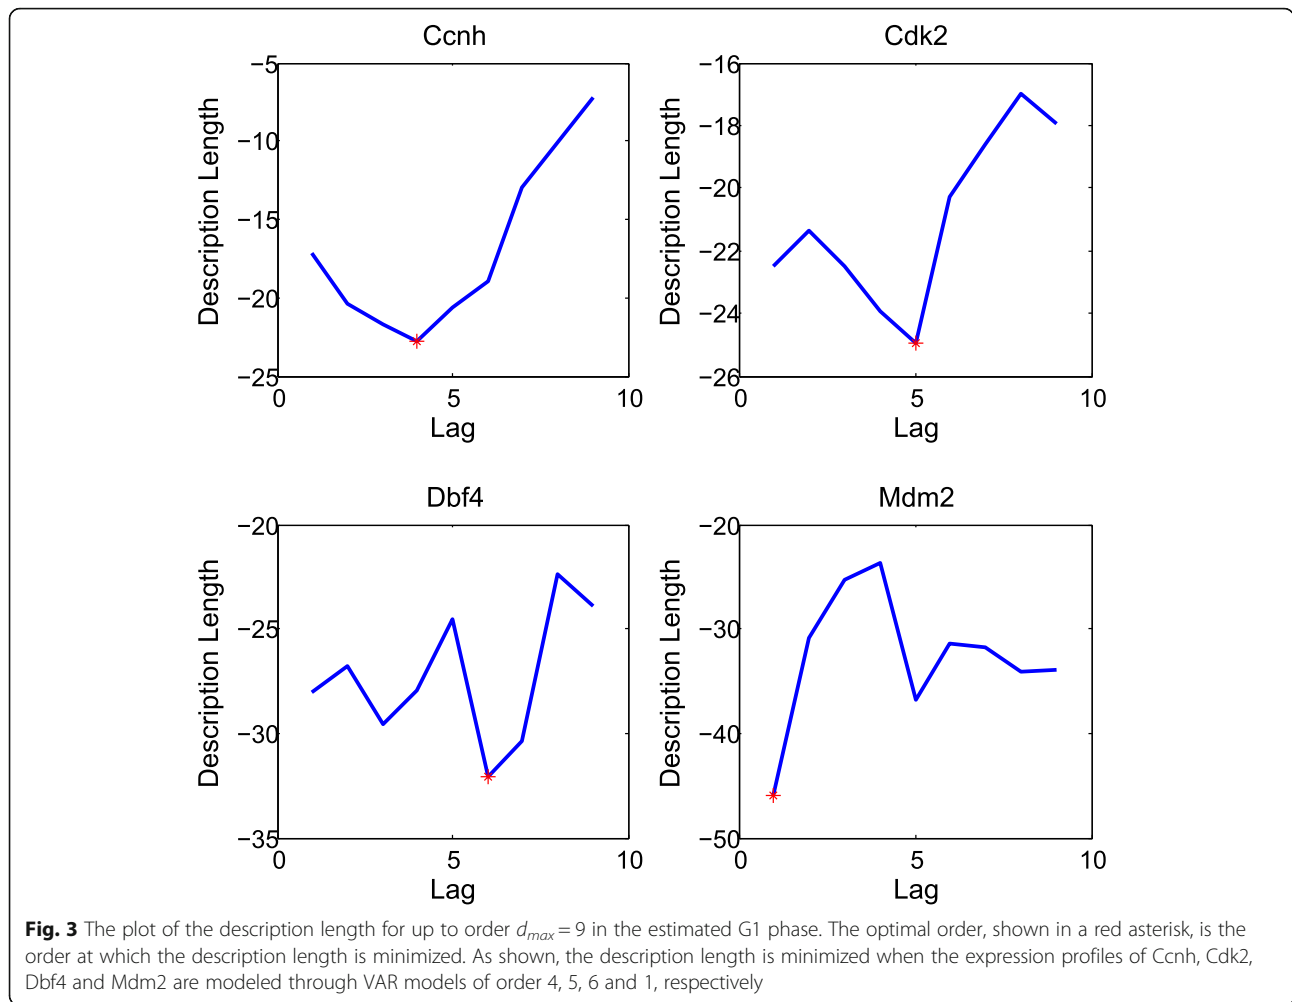 Ccnh
Cdk2
−5
−10
−15
−20
−25
Description Length
0
5
10
Lag
−16
−18
−20
−22
−24
−26
Description Length
0
5
10
Lag
Dbf4
Mdm2
−20
−25
−30
−35
Description Length
0
5
10
Lag
−20
−30
−40
−50
Description Length
0
5
10
Lag
Fig. 3 The plot of the description length for up to order dmax = 9 in the estimated G1 phase. The optimal order, shown in a red asterisk, is the
order at which the description length is minimized. As shown, the description length is minimized when the expression profiles of Ccnh, Cdk2,
Dbf4 and Mdm2 are modeled through VAR models of order 4, 5, 6 and 1, respectively